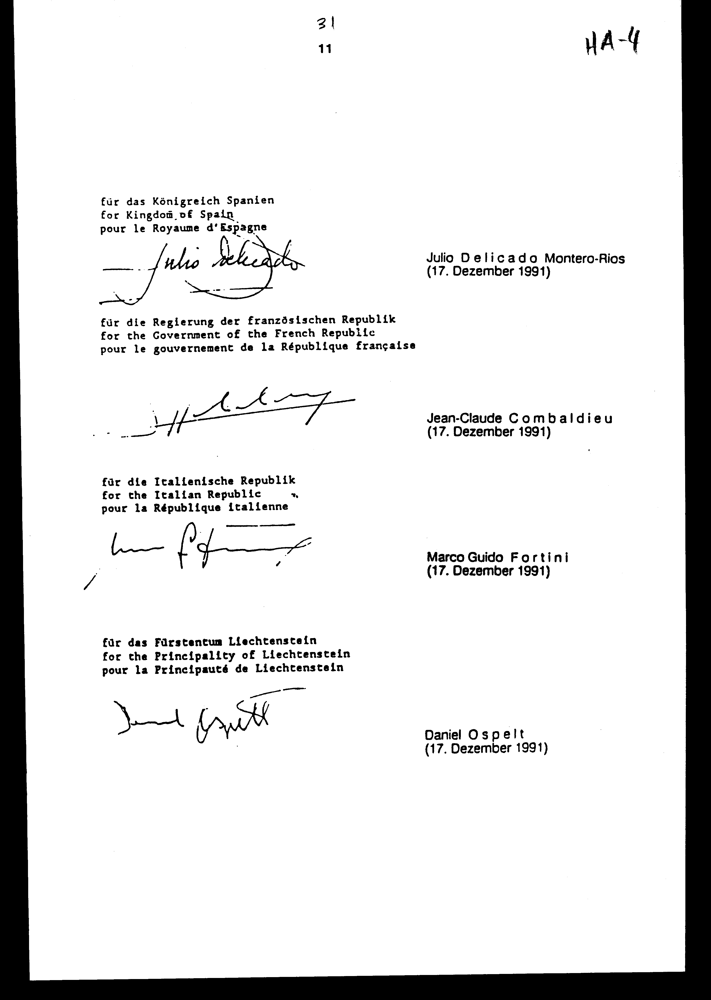 31
HA-4
11
für das Königreich Spanien
for Kingdom of Spain
pour le Royaume d'Espagne
Julio Delicado
Julio Delicado Montero-Rios
(17. Dezember 1991)
für die Regierung der französischen Republik
for the Government of the French Republic
pour le gouvernement de la République française
Jean-Claude Combaldieu
(17. Dezember 1991)
für die Italienische Republik
for the Italian Republic
pour la République italienne
Marco Guido Fortini
(17. Dezember 1991)
für das Fürstentum Liechtenstein
for the Principality of Liechtenstein
pour la Principauté de Liechtenstein
Daniel Ospelt
(17. Dezember 1991)